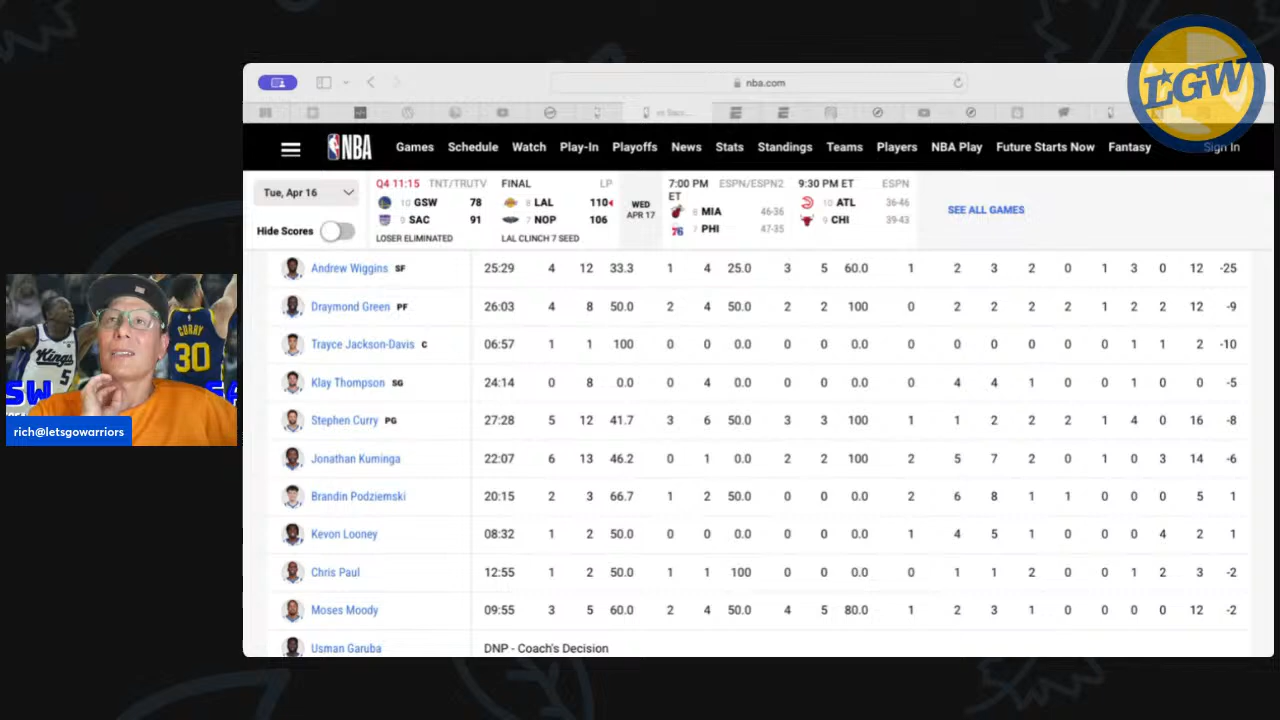 LGW
nba.com
NBA Games Schedule Watch Play-In Playoffs News Stats Standings Teams Players NBA Play Future Starts Now Fantasy Sign In
Tue, Apr 16
Hide Scores
Q4 11:15 TNT/TRUTV
10 GSW 78
9 SAC 91
LOSER ELIMINATED
FINAL LP
8 LAL 110
7 NOP 106
LAL CLINCH 7 SEED
WED
APR 17
7:00 PM ET ESPN/ESPN2
8 MIA 46-36
7 PHI 47-35
9:30 PM ET ESPN
10 ATL 36-46
9 CHI 39-43
SEE ALL GAMES
Andrew Wiggins SF 25:29 4 12 33.3 1 4 25.0 3 5 60.0 1 2 3 2 0 1 3 0 12 -25
Draymond Green PF 26:03 4 8 50.0 2 4 50.0 2 2 100 0 2 2 2 2 1 2 2 12 -9
Trayce Jackson-Davis C 06:57 1 1 100 0 0 0.0 0 0 0.0 0 0 0 0 0 0 1 1 2 -10
Klay Thompson SG 24:14 0 8 0.0 0 4 0.0 0 0 0.0 0 4 4 1 0 0 1 0 0 -5
Stephen Curry PG 27:28 5 12 41.7 3 6 50.0 3 3 100 1 1 2 2 2 1 4 0 16 -8
Jonathan Kuminga 22:07 6 13 46.2 0 1 0.0 2 2 100 2 5 7 2 0 1 0 3 14 -6
Brandin Podziemski 20:15 2 3 66.7 1 2 50.0 0 0 0.0 2 6 8 1 1 0 0 0 5 1
Kevon Looney 08:32 1 2 50.0 0 0 0.0 0 0 0.0 1 4 5 1 0 0 0 4 2 1
Chris Paul 12:55 1 2 50.0 1 1 100 0 0 0.0 0 1 1 2 0 0 1 2 3 -2
Moses Moody 09:55 3 5 60.0 2 4 50.0 4 5 80.0 1 2 3 1 0 0 0 0 12 -2
Usman Garuba DNP - Coach's Decision
Kings
5
CURRY
30
SW
rich@letsgowarriors